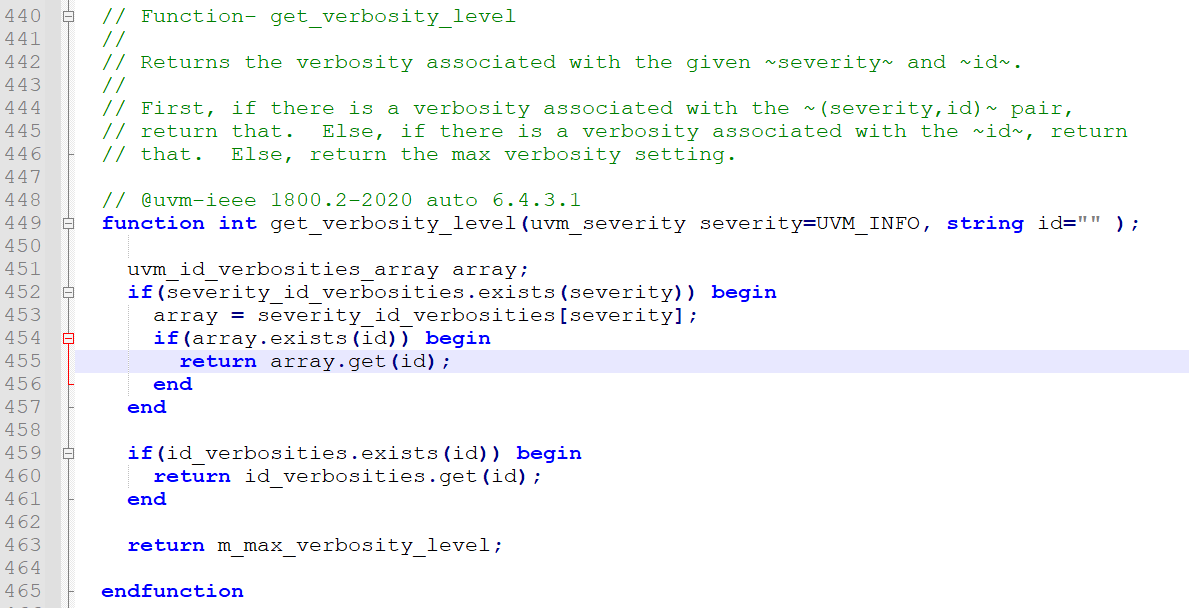 440 // Function- get_verbosity_level
441 //
442 // Returns the verbosity associated with the given ~severity~ and ~id~.
443 //
444 // First, if there is a verbosity associated with the ~(severity,id)~ pair,
445 // return that.  Else, if there is a verbosity associated with the ~id~, return
446 // that.  Else, return the max verbosity setting.
447
448 // @uvm-ieee 1800.2-2020 auto 6.4.3.1
449 function int get_verbosity_level(uvm_severity severity=UVM_INFO, string id="" );
450
451   uvm_id_verbosities_array array;
452   if(severity_id_verbosities.exists(severity)) begin
453     array = severity_id_verbosities[severity];
454     if(array.exists(id)) begin
455       return array.get(id);
456     end
457   end
458
459   if(id_verbosities.exists(id)) begin
460     return id_verbosities.get(id);
461   end
462
463   return m_max_verbosity_level;
464
465 endfunction